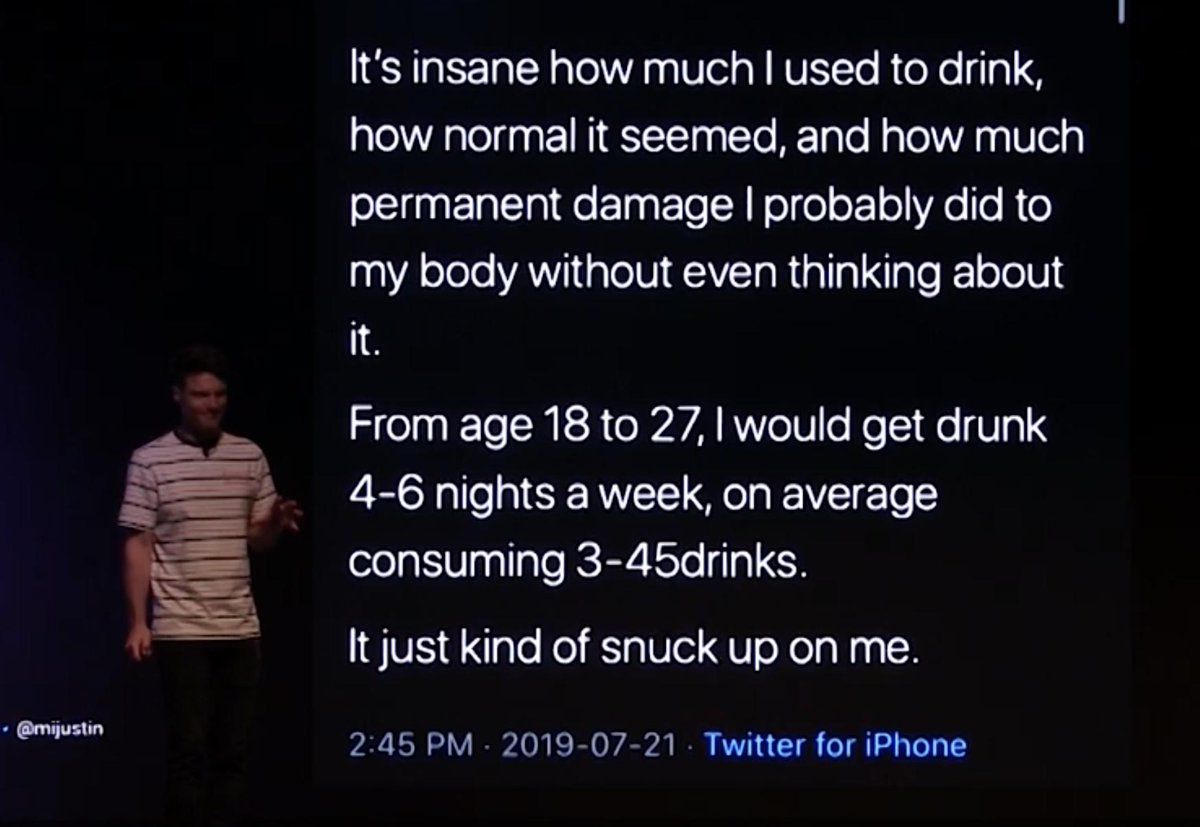 It's insane how much I used to drink,
how normal it seemed, and how much
permanent damage I probably did to
my body without even thinking about
it.
From age 18 to 27, I would get drunk
4-6 nights a week, on average
consuming 3-45drinks.
It just kind of snuck up on me.
2:45 PM · 2019-07-21 · Twitter for iPhone
· @mijustin